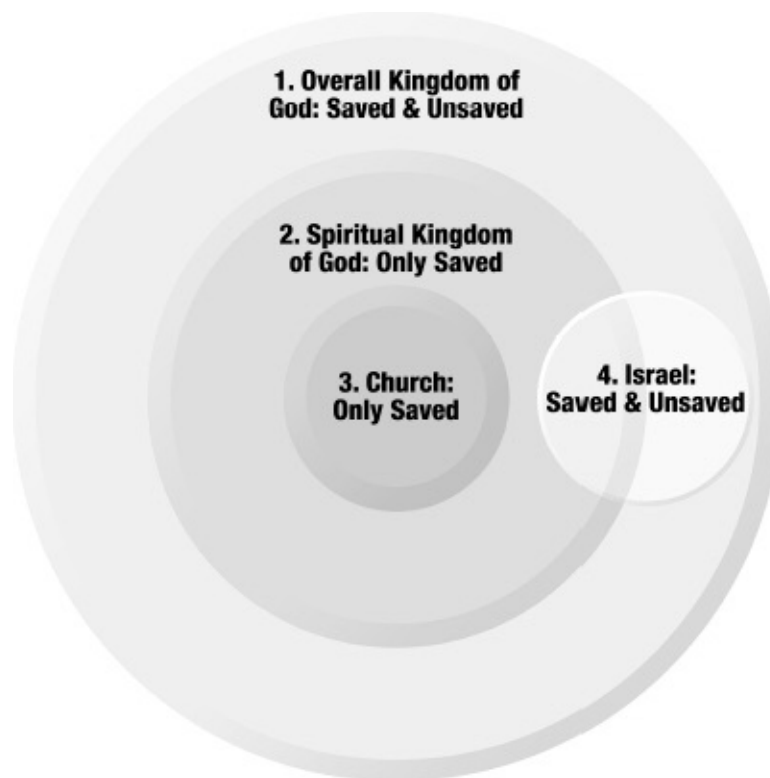 1. Overall Kingdom of
God: Saved & Unsaved
2. Spiritual Kingdom
of God: Only Saved
3. Church:
Only Saved
4. Israel:
Saved & Unsaved